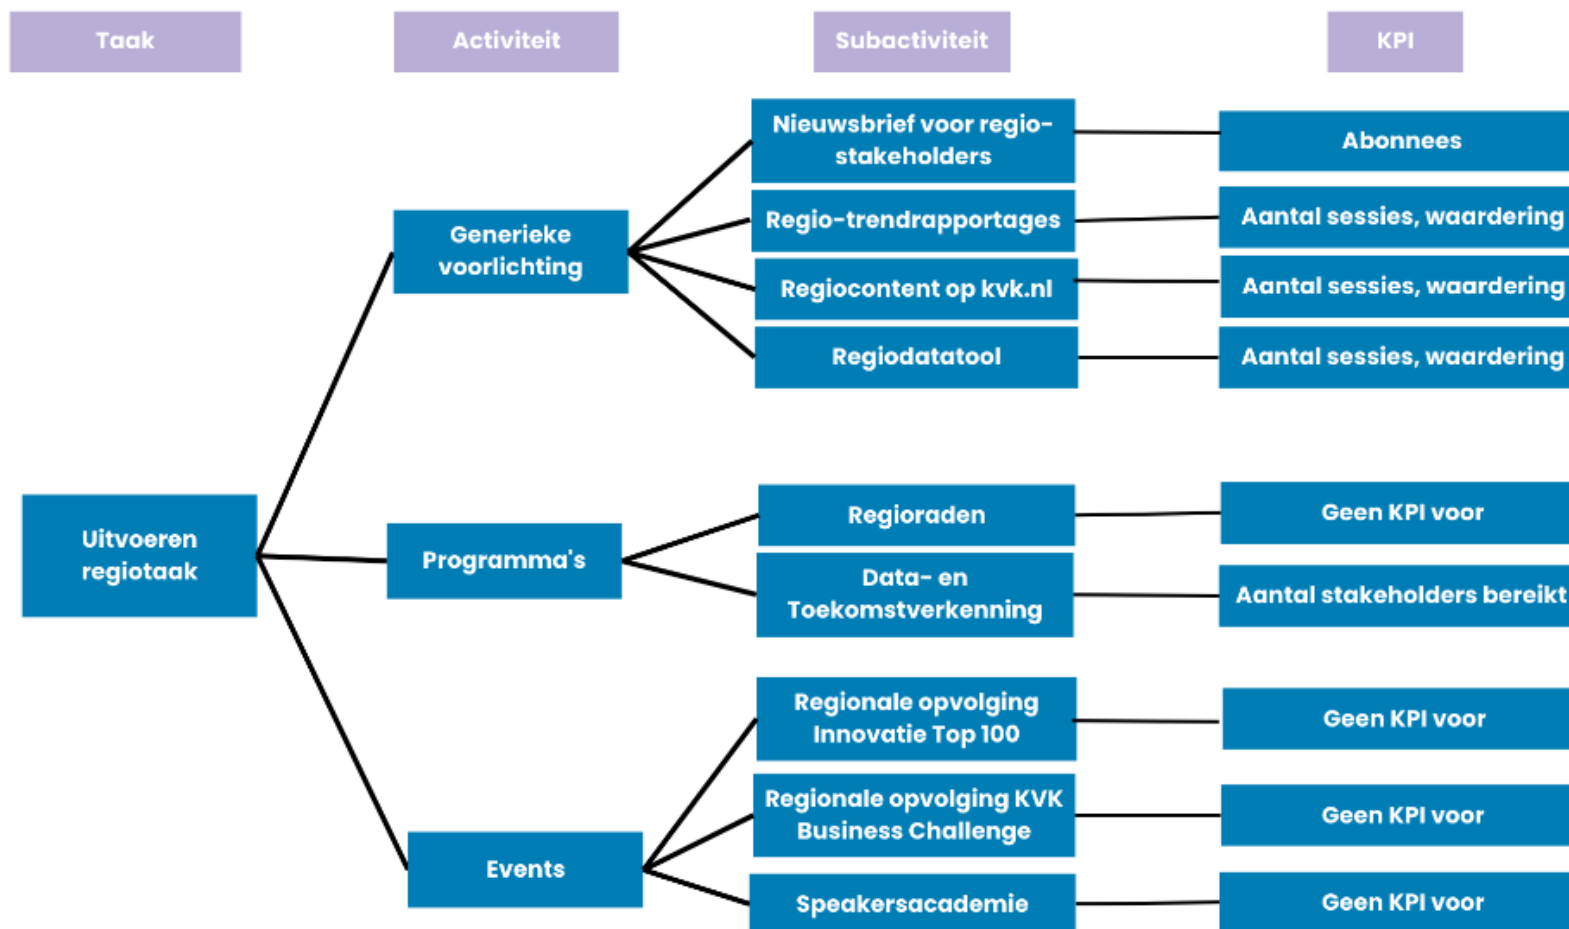 Taak
Activiteit
Subactiviteit
KPI
Nieuwsbrief voor regio-
stakeholders
Abonnees
Regio-trendrapportages
Aantal sessies, waardering
Generieke
voorlichting
Regiocontent op kvk.nl
Aantal sessies, waardering
Regiodatatool
Aantal sessies, waardering
Uitvoeren
regiotaak
Programma's
Regioraden
Geen KPI voor
Data- en
Toekomstverkenning
Aantal stakeholders bereikt
Regionale opvolging
Innovatie Top 100
Geen KPI voor
Events
Regionale opvolging KVK
Business Challenge
Geen KPI voor
Speakersacademie
Geen KPI voor